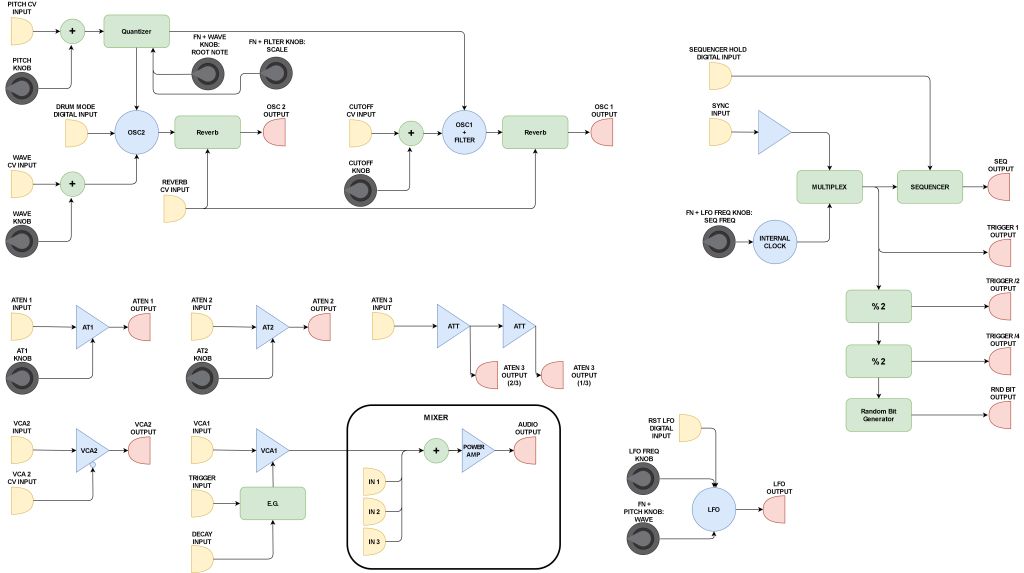 PITCH CV
INPUT
+
Quantizer
PITCH
KNOB
FN + WAVE
KNOB:
ROOT NOTE
FN + FILTER KNOB:
SCALE
DRUM MODE
DIGITAL INPUT
OSC2
Reverb
OSC 2
OUTPUT
WAVE
CV INPUT
+
WAVE
KNOB
REVERB
CV INPUT
CUTOFF
CV INPUT
+
CUTOFF
KNOB
OSC1
+
FILTER
Reverb
OSC 1
OUTPUT
SEQUENCER HOLD
DIGITAL INPUT
SYNC
INPUT
MULTIPLEX
SEQUENCER
SEQ
OUTPUT
FN + LFO FREQ KNOB:
SEQ FREQ
INTERNAL
CLOCK
TRIGGER 1
OUTPUT
% 2
TRIGGER /2
OUTPUT
% 2
TRIGGER /4
OUTPUT
Random Bit
Generator
RND BIT
OUTPUT
ATEN 1
INPUT
AT1
ATEN 1
OUTPUT
AT1
KNOB
ATEN 2
INPUT
AT2
ATEN 2
OUTPUT
AT2
KNOB
ATEN 3
INPUT
ATT
ATT
ATEN 3
OUTPUT
(2/3)
ATEN 3
OUTPUT
(1/3)
VCA2
INPUT
VCA2
VCA2
OUTPUT
VCA 2
CV INPUT
VCA1
INPUT
VCA1
TRIGGER
INPUT
E.G.
DECAY
INPUT
MIXER
+
POWER
AMP
AUDIO
OUTPUT
IN 1
IN 2
IN 3
RST LFO
DIGITAL
INPUT
LFO FREQ
KNOB
FN +
PITCH KNOB:
WAVE
LFO
LFO
OUTPUT